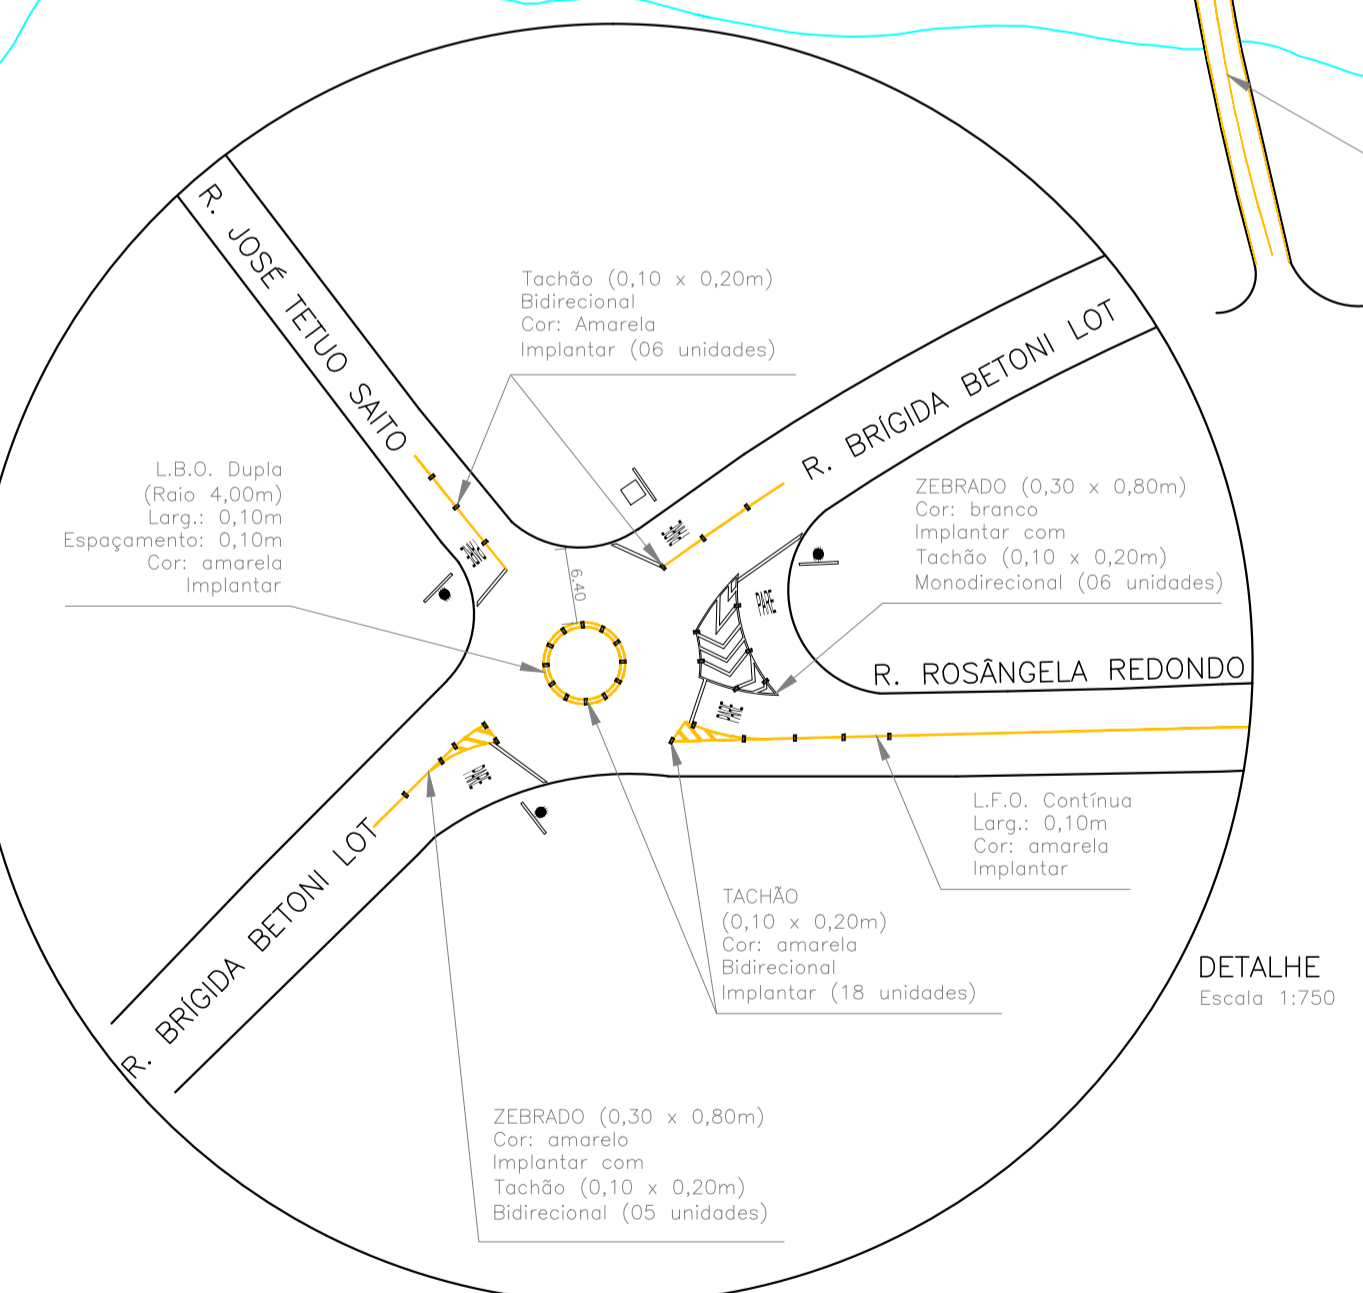 R. JOSÉ TETUO SAITO
Tachão (0,10 x 0,20m)
Bidirecional
Cor: Amarela
Implantar (06 unidades)
R. BRÍGIDA BETONI LOT
L.B.O. Dupla
(Raio 4,00m)
Larg.: 0,10m
Espaçamento: 0,10m
Cor: amarela
Implantar
ZEBRADO (0,30 x 0,80m)
Cor: branco
Implantar com
Tachão (0,10 x 0,20m)
Monodirecional (06 unidades)
PARE
PARE
6.40
PARE
R. ROSÂNGELA REDONDO
PARE
PARE
L.F.O. Contínua
Larg.: 0,10m
Cor: amarela
Implantar
R. BRÍGIDA BETONI LOT
TACHÃO
(0,10 x 0,20m)
Cor: amarela
Bidirecional
Implantar (18 unidades)
DETALHE
Escala 1:750
ZEBRADO (0,30 x 0,80m)
Cor: amarelo
Implantar com
Tachão (0,10 x 0,20m)
Bidirecional (05 unidades)